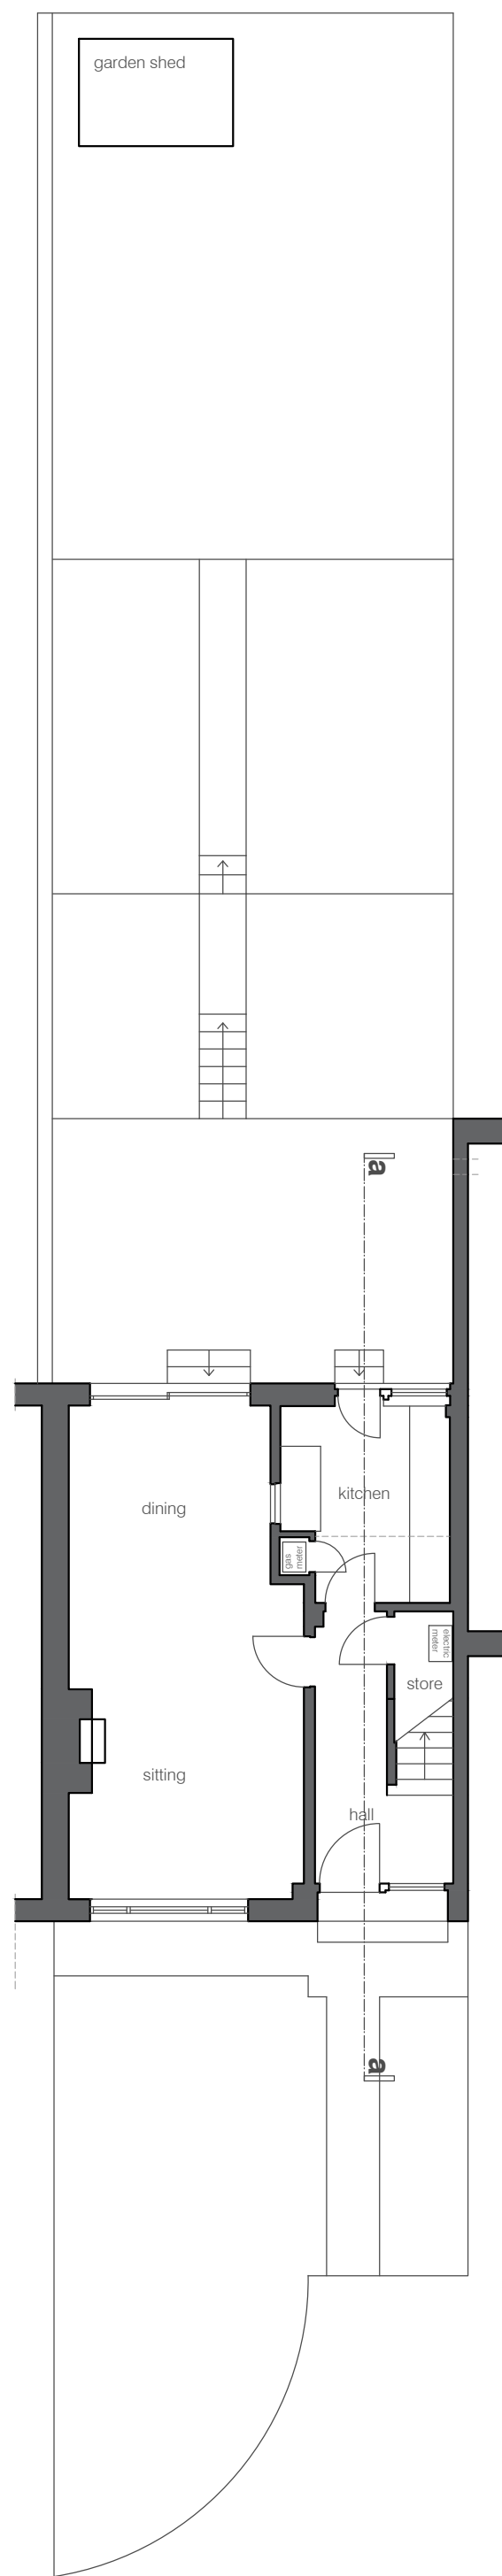 garden shed
a
dining
kitchen
gas
meter
electric
meter
store
sitting
hall
a